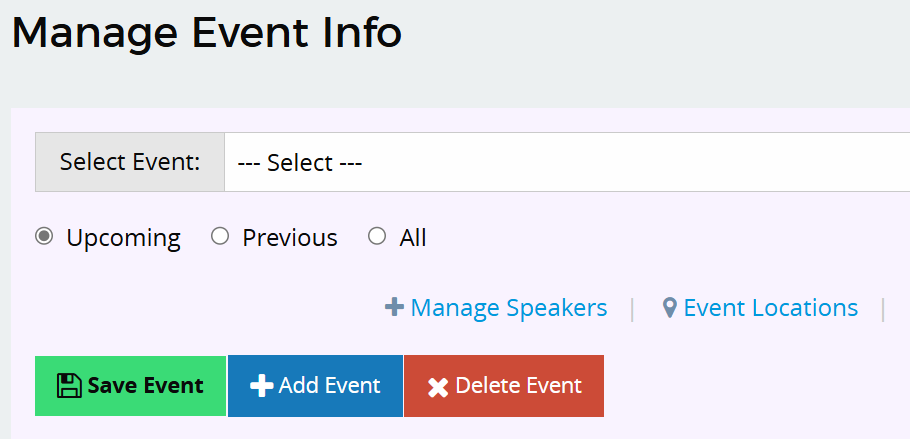 Manage Event Info
Select Event: --- Select ---
Upcoming Previous All
Manage Speakers | Event Locations |
Save Event Add Event Delete Event